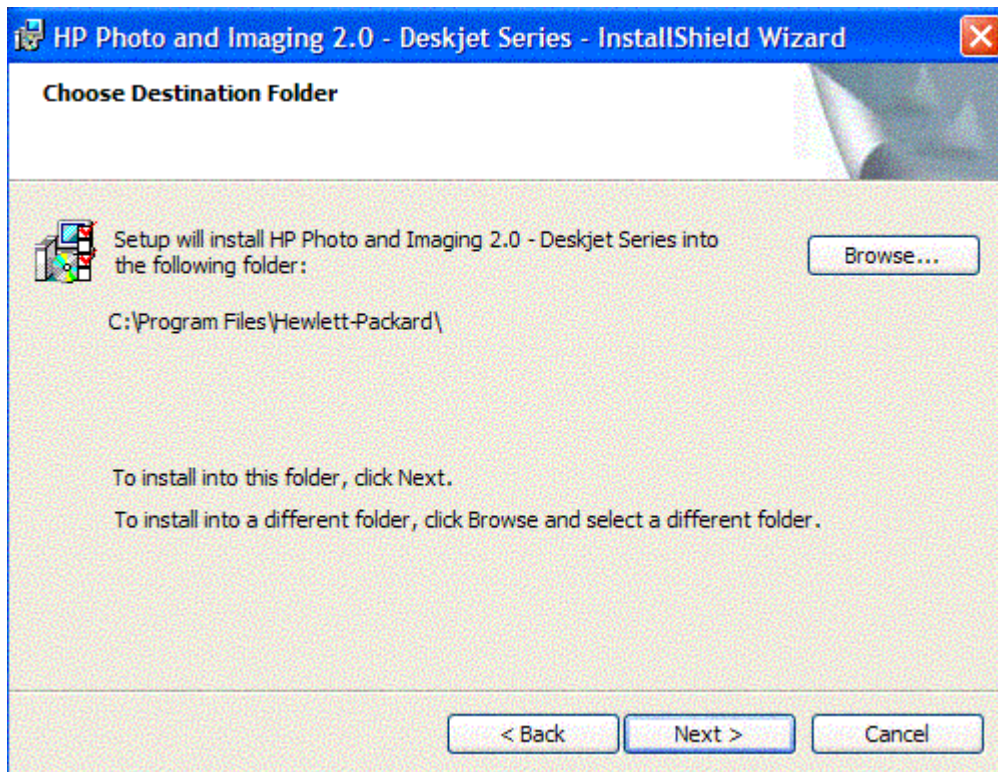 HP Photo and Imaging 2.0 - Deskjet Series - InstallShield Wizard
Choose Destination Folder
Setup will install HP Photo and Imaging 2.0 - Deskjet Series into
the following folder:
Browse...
C:\Program Files\Hewlett-Packard\
To install into this folder, click Next.
To install into a different folder, click Browse and select a different folder.
< Back
Next >
Cancel